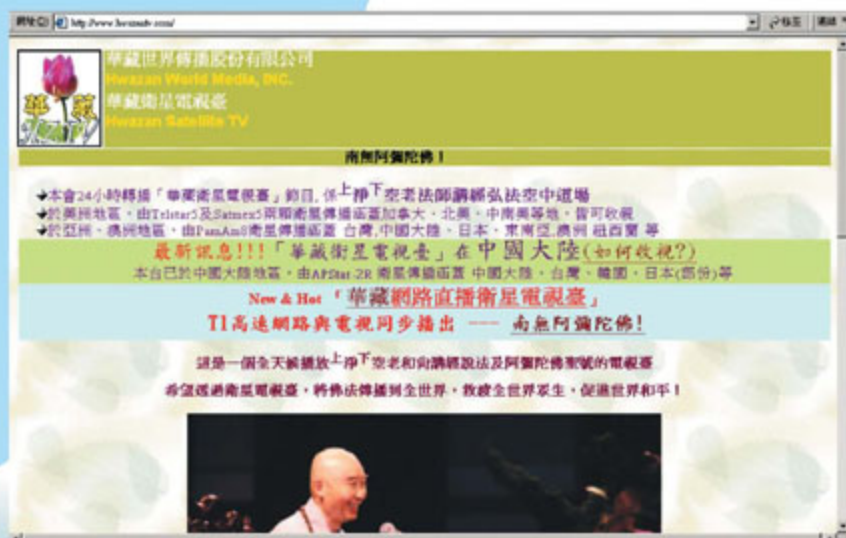 網址(D) http://www.hwazantv.com/ 移至 連結
華藏世界傳播股份有限公司
Hwazan World Media, INC.
華藏衛星電視臺
Hwazan Satellite TV
華藏
HZTV
南無阿彌陀佛！
本會24小時轉播「華藏衛星電視臺」節目, 係上淨下空老法師講經弘法空中道場
於美洲地區，由Telstar5及Satmex5兩顆衛星傳播涵蓋加拿大、北美、中南美等地，皆可收視
於亞洲、澳洲地區，由PanAm8衛星傳播涵蓋 台灣,中國大陸、日本、東南亞,澳洲 紐西蘭 等
最新訊息!!!「華藏衛星電視臺」在中國大陸(如何收視?)
本台已於中國大陸地區，由APStar-2R 衛星傳播涵蓋 中國大陸、台灣、韓國、日本(部份)等
New & Hot「華藏網路直播衛星電視臺」
T1高速網路與電視同步播出 --- 南無阿彌陀佛!
這是一個全天候播放上淨下空老和尚講經說法及阿彌陀佛聖號的電視臺
希望透過衛星電視臺，將佛法傳播到全世界，救渡全世界眾生，促進世界和平！